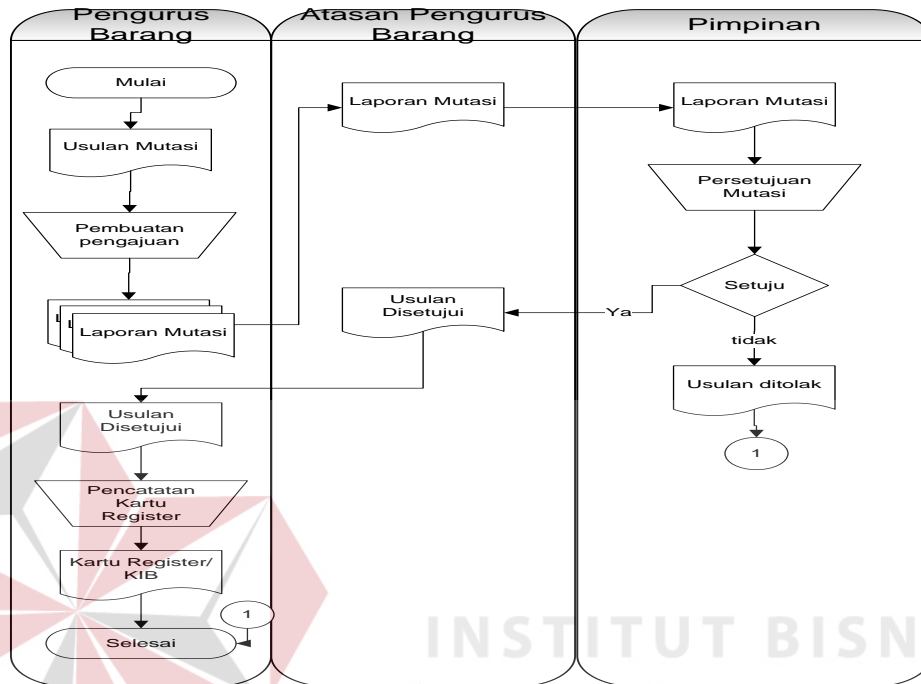 Pengurus
Barang
Atasan Pengurus
Barang
Pimpinan
Mulai
Usulan Mutasi
Pembuatan
pengajuan
L
L
Laporan Mutasi
Usulan
Disetujui
Pencatatan
Kartu
Register
Kartu Register/
KIB
1
Selesai
Laporan Mutasi
Usulan
Disetujui
Laporan Mutasi
Persetujuan
Mutasi
Setuju
Ya
tidak
Usulan ditolak
1
INSTITUT BISN